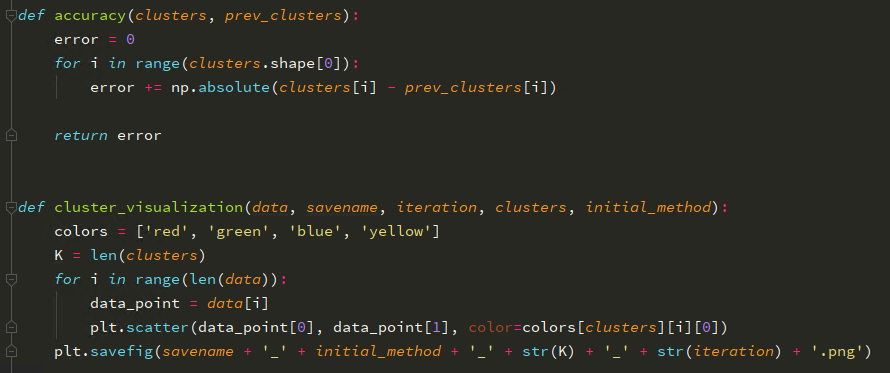 def accuracy(clusters, prev_clusters):
    error = 0
    for i in range(clusters.shape[0]):
        error += np.absolute(clusters[i] - prev_clusters[i])

    return error


def cluster_visualization(data, savename, iteration, clusters, initial_method):
    colors = ['red', 'green', 'blue', 'yellow']
    K = len(clusters)
    for i in range(len(data)):
        data_point = data[i]
        plt.scatter(data_point[0], data_point[1], color=colors[clusters][i][0])
    plt.savefig(savename + '_' + initial_method + '_' + str(K) + '_' + str(iteration) + '.png')